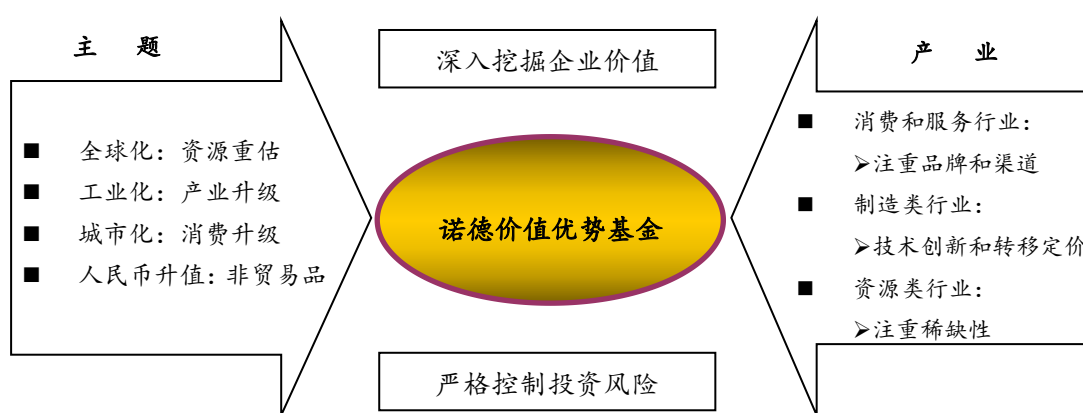 主 题
■ 全球化：资源重估
■ 工业化：产业升级
■ 城市化：消费升级
■ 人民币升值：非贸易品
深入挖掘企业价值
诺德价值优势基金
严格控制投资风险
产 业
■ 消费和服务行业：
➢注重品牌和渠道
■ 制造类行业：
➢技术创新和转移定价
■ 资源类行业：
➢注重稀缺性